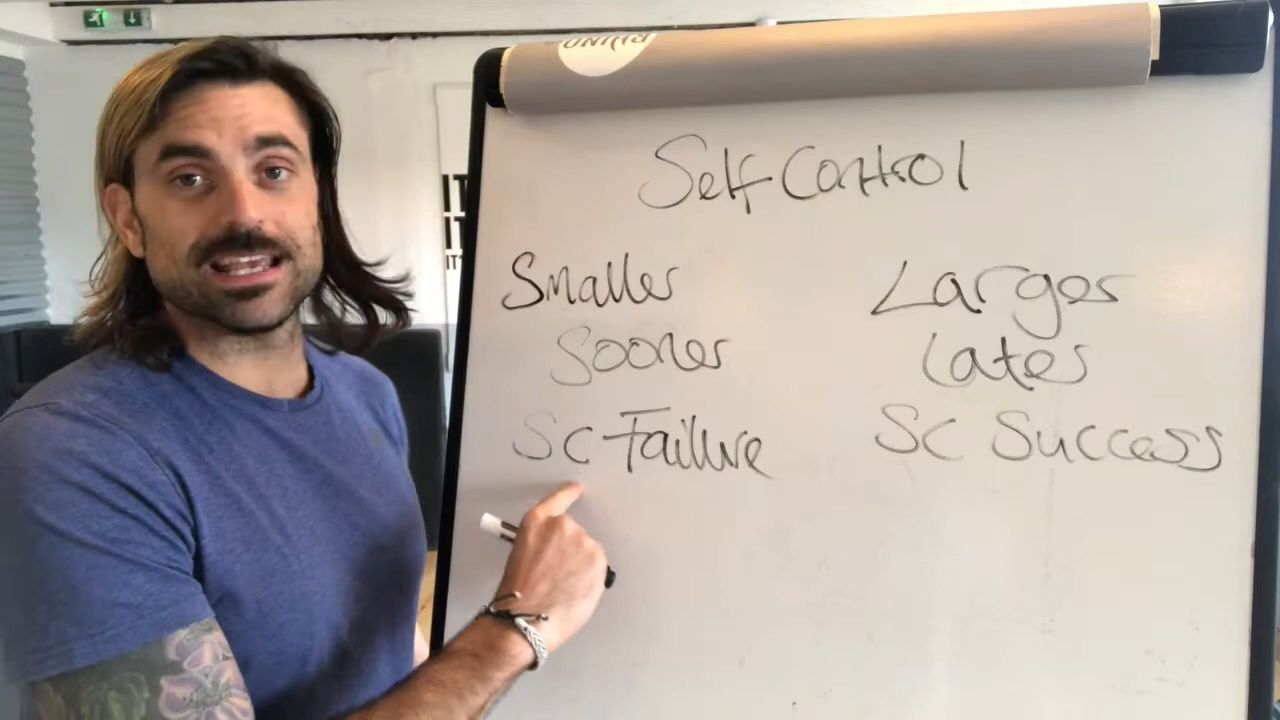 Self Control
Smaller Larger
Sooner Later
Sc Failure Sc Success